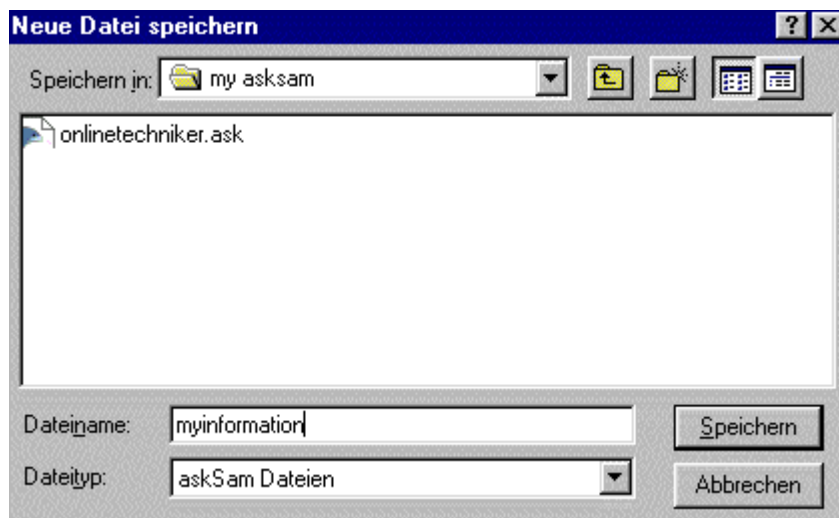 Neue Datei speichern
Speichern in: my asksam
onlinetechniker.ask
Dateiname: myinformation Speichern
Dateityp: askSam Dateien Abbrechen